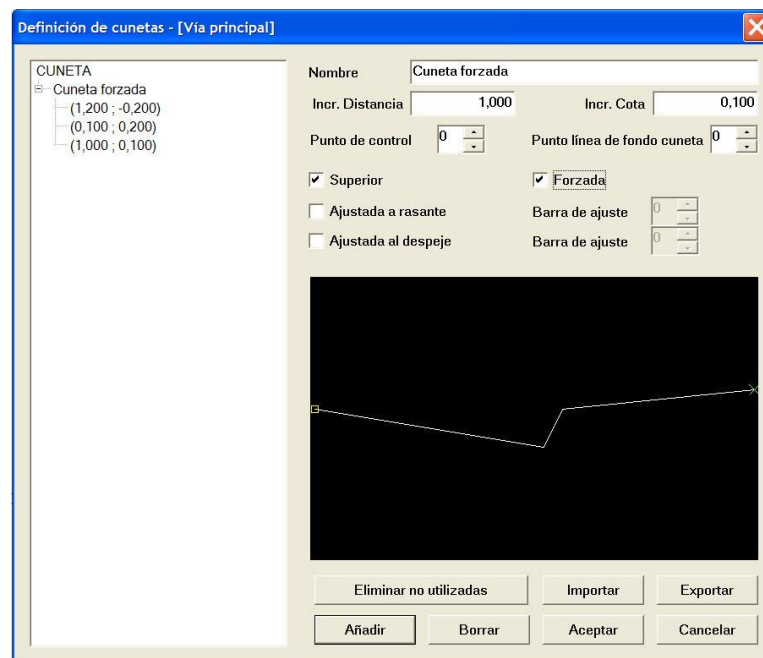 Definición de cunetas - [Vía principal]
CUNETA
Cuneta forzada
(1,200 ; -0,200)
(0,100 ; 0,200)
(1,000 ; 0,100)
Nombre Cuneta forzada
Incr. Distancia 1,000 Incr. Cota 0,100
Punto de control 0 Punto línea de fondo cuneta 0
Superior Forzada
Ajustada a rasante Barra de ajuste 0
Ajustada al despeje Barra de ajuste 0
Eliminar no utilizadas Importar Exportar
Añadir Borrar Aceptar Cancelar